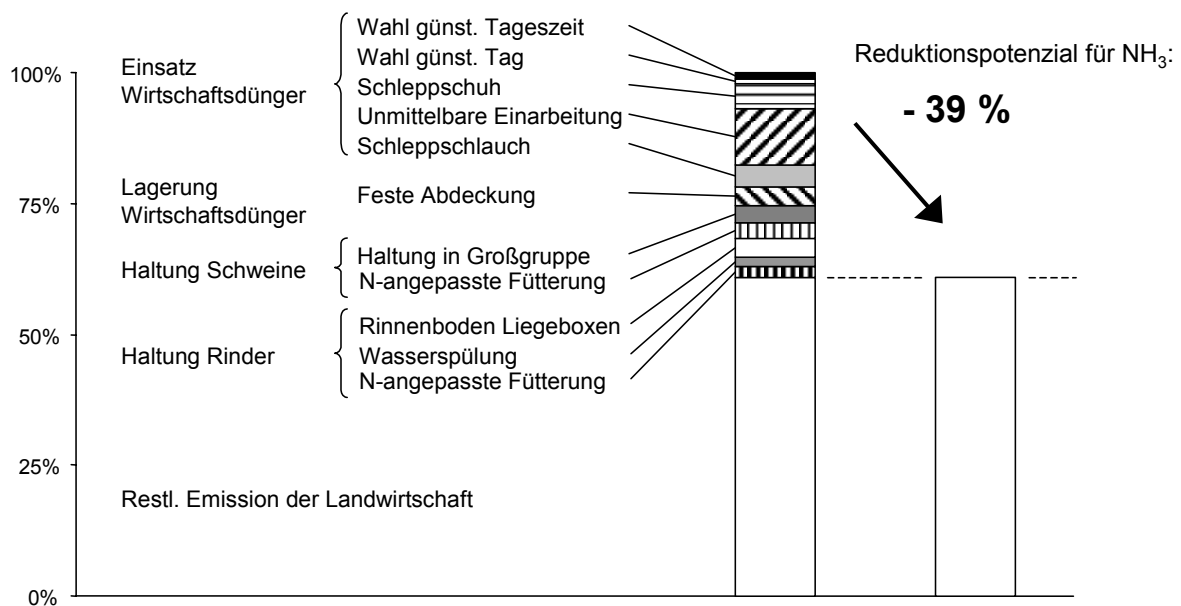 Wahl günst. Tageszeit
Wahl günst. Tag
Schleppschuh
Unmittelbare Einarbeitung
Schleppschlauch
Einsatz
Wirtschaftsdünger
Reduktionspotenzial für NH₃:
- 39 %
100%
Lagerung
Wirtschaftsdünger
Feste Abdeckung
75%
Haltung Schweine
Haltung in Großgruppe
N-angepasste Fütterung
Haltung Rinder
Rinnenboden Liegeboxen
Wasserspülung
N-angepasste Fütterung
50%
25%
Restl. Emission der Landwirtschaft
0%